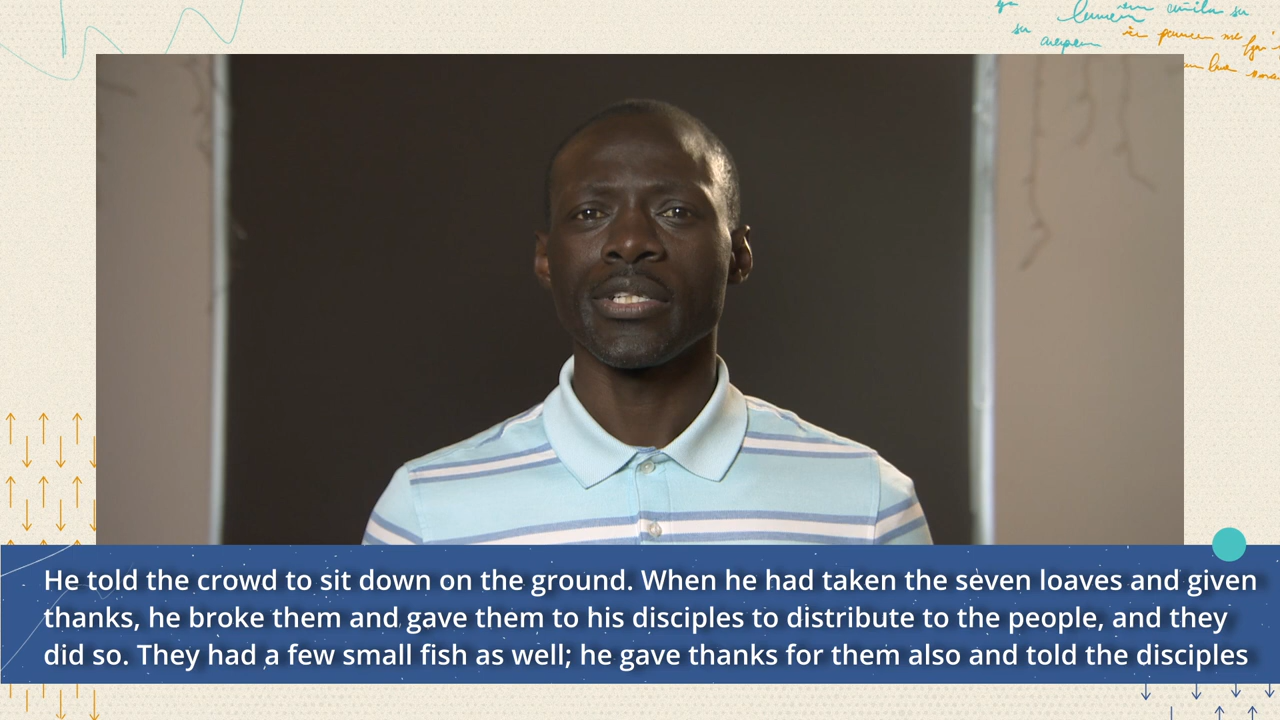 He told the crowd to sit down on the ground. When he had taken the seven loaves and given
thanks, he broke them and gave them to his disciples to distribute to the people, and they
did so. They had a few small fish as well; he gave thanks for them also and told the disciples